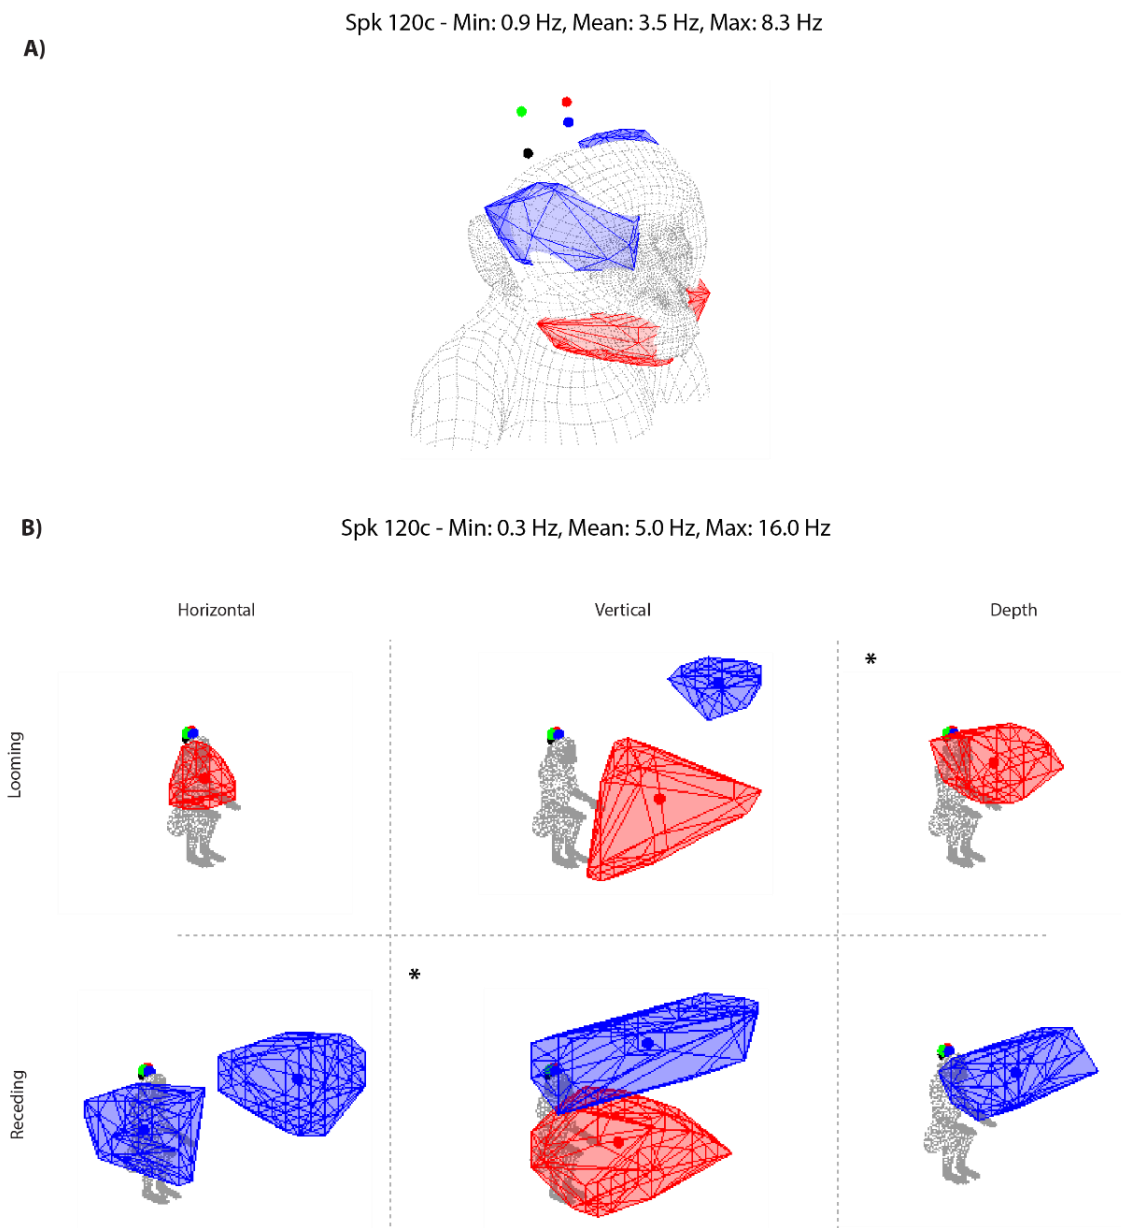 Spk 120c - Min: 0.9 Hz, Mean: 3.5 Hz, Max: 8.3 Hz
A)
B)
Spk 120c - Min: 0.3 Hz, Mean: 5.0 Hz, Max: 16.0 Hz
Horizontal
Vertical
Depth
Looming
*
Receding
*